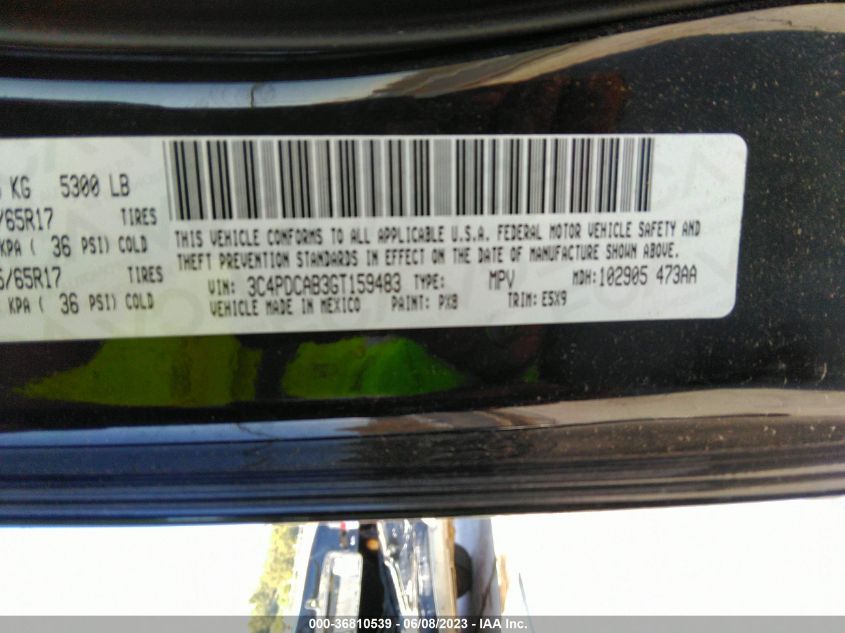 KG 5300 LB
/65R17 TIRES
KPA ( 36 PSI) COLD
/65R17 TIRES
KPA ( 36 PSI) COLD
THIS VEHICLE CONFORMS TO ALL APPLICABLE U.S.A. FEDERAL MOTOR VEHICLE SAFETY AND
THEFT PREVENTION STANDARDS IN EFFECT ON THE DATE OF MANUFACTURE SHOWN ABOVE.
VIN: 3C4PDCAB3GT159483 TYPE: MPV MDH:102905 473AA
VEHICLE MADE IN MEXICO PAINT: PXB TRIM: E5X9
000-36810539 - 06/08/2023 - IAA Inc.